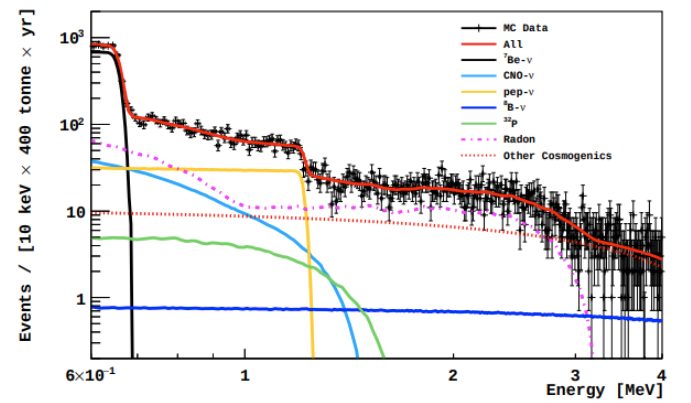 Events / [10 keV × 400 tonne × yr]
10³
10²
10
1
MC Data
All
⁷Be-ν
CNO-ν
pep-ν
⁸B-ν
³²P
Radon
Other Cosmogenics
6×10⁻¹ 1 2 3 4
Energy [MeV]